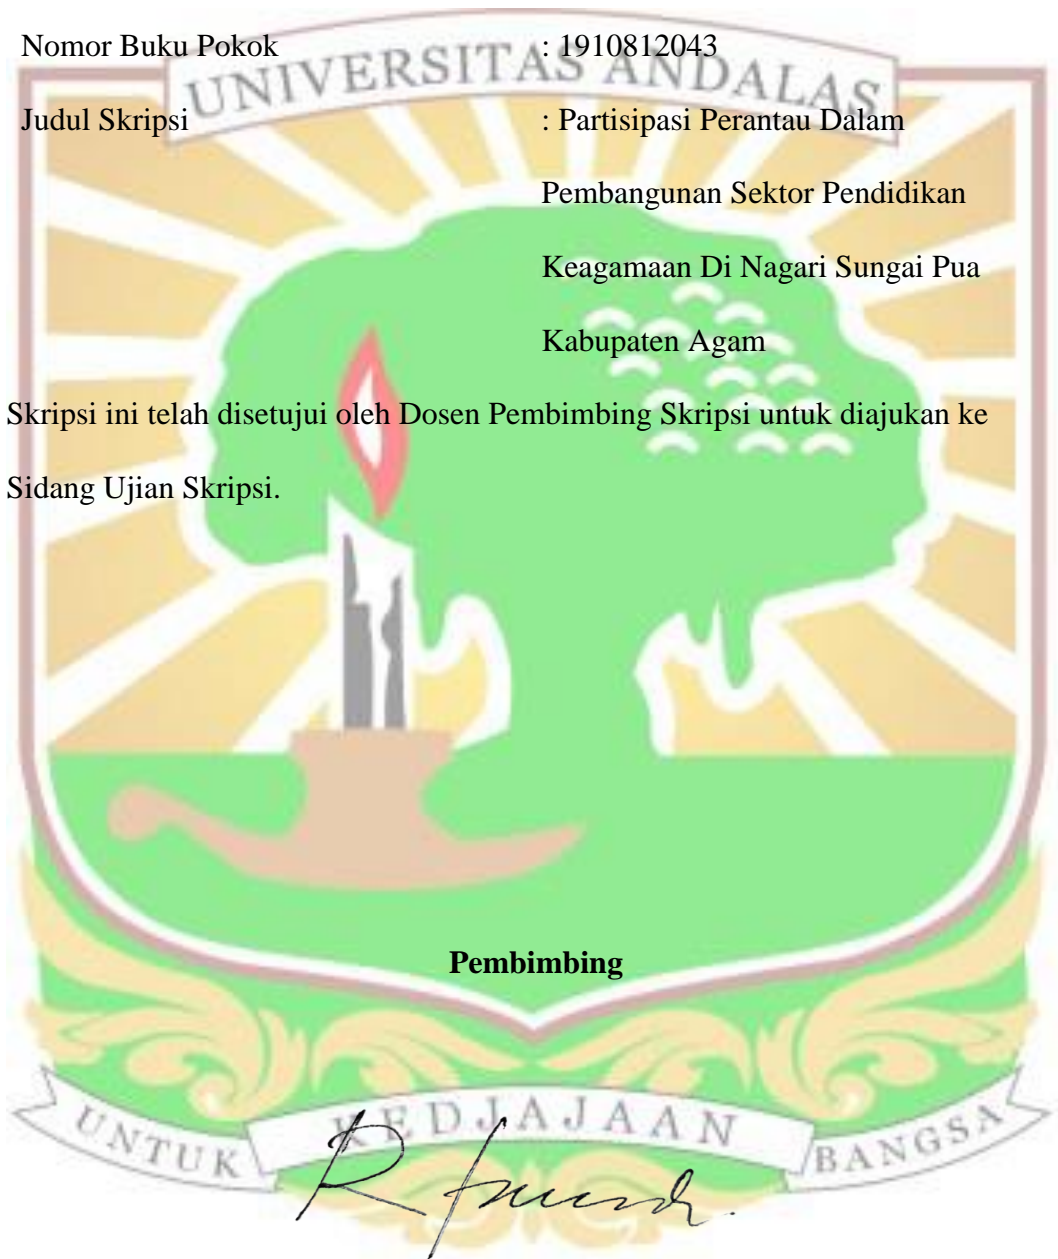 Nomor Buku Pokok : 1910812043
UNIVERSITAS ANDALAS
Judul Skripsi : Partisipasi Perantau Dalam
Pembangunan Sektor Pendidikan
Keagamaan Di Nagari Sungai Pua
Kabupaten Agam
Skripsi ini telah disetujui oleh Dosen Pembimbing Skripsi untuk diajukan ke
Sidang Ujian Skripsi.
Pembimbing
UNTUK KEDJAJAAN BANGSA